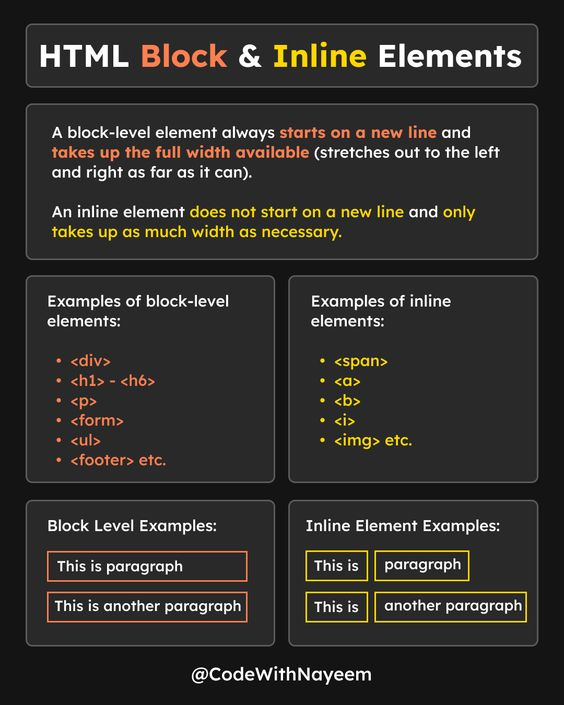 HTML Block & Inline Elements
A block-level element always starts on a new line and
takes up the full width available (stretches out to the left
and right as far as it can).
An inline element does not start on a new line and only
takes up as much width as necessary.
Examples of block-level
elements:
• <div>
• <h1> - <h6>
• <p>
• <form>
• <ul>
• <footer> etc.
Examples of inline
elements:
• <span>
• <a>
• <b>
• <i>
• <img> etc.
Block Level Examples:
This is paragraph
This is another paragraph
Inline Element Examples:
This is paragraph
This is another paragraph
@CodeWithNayeem